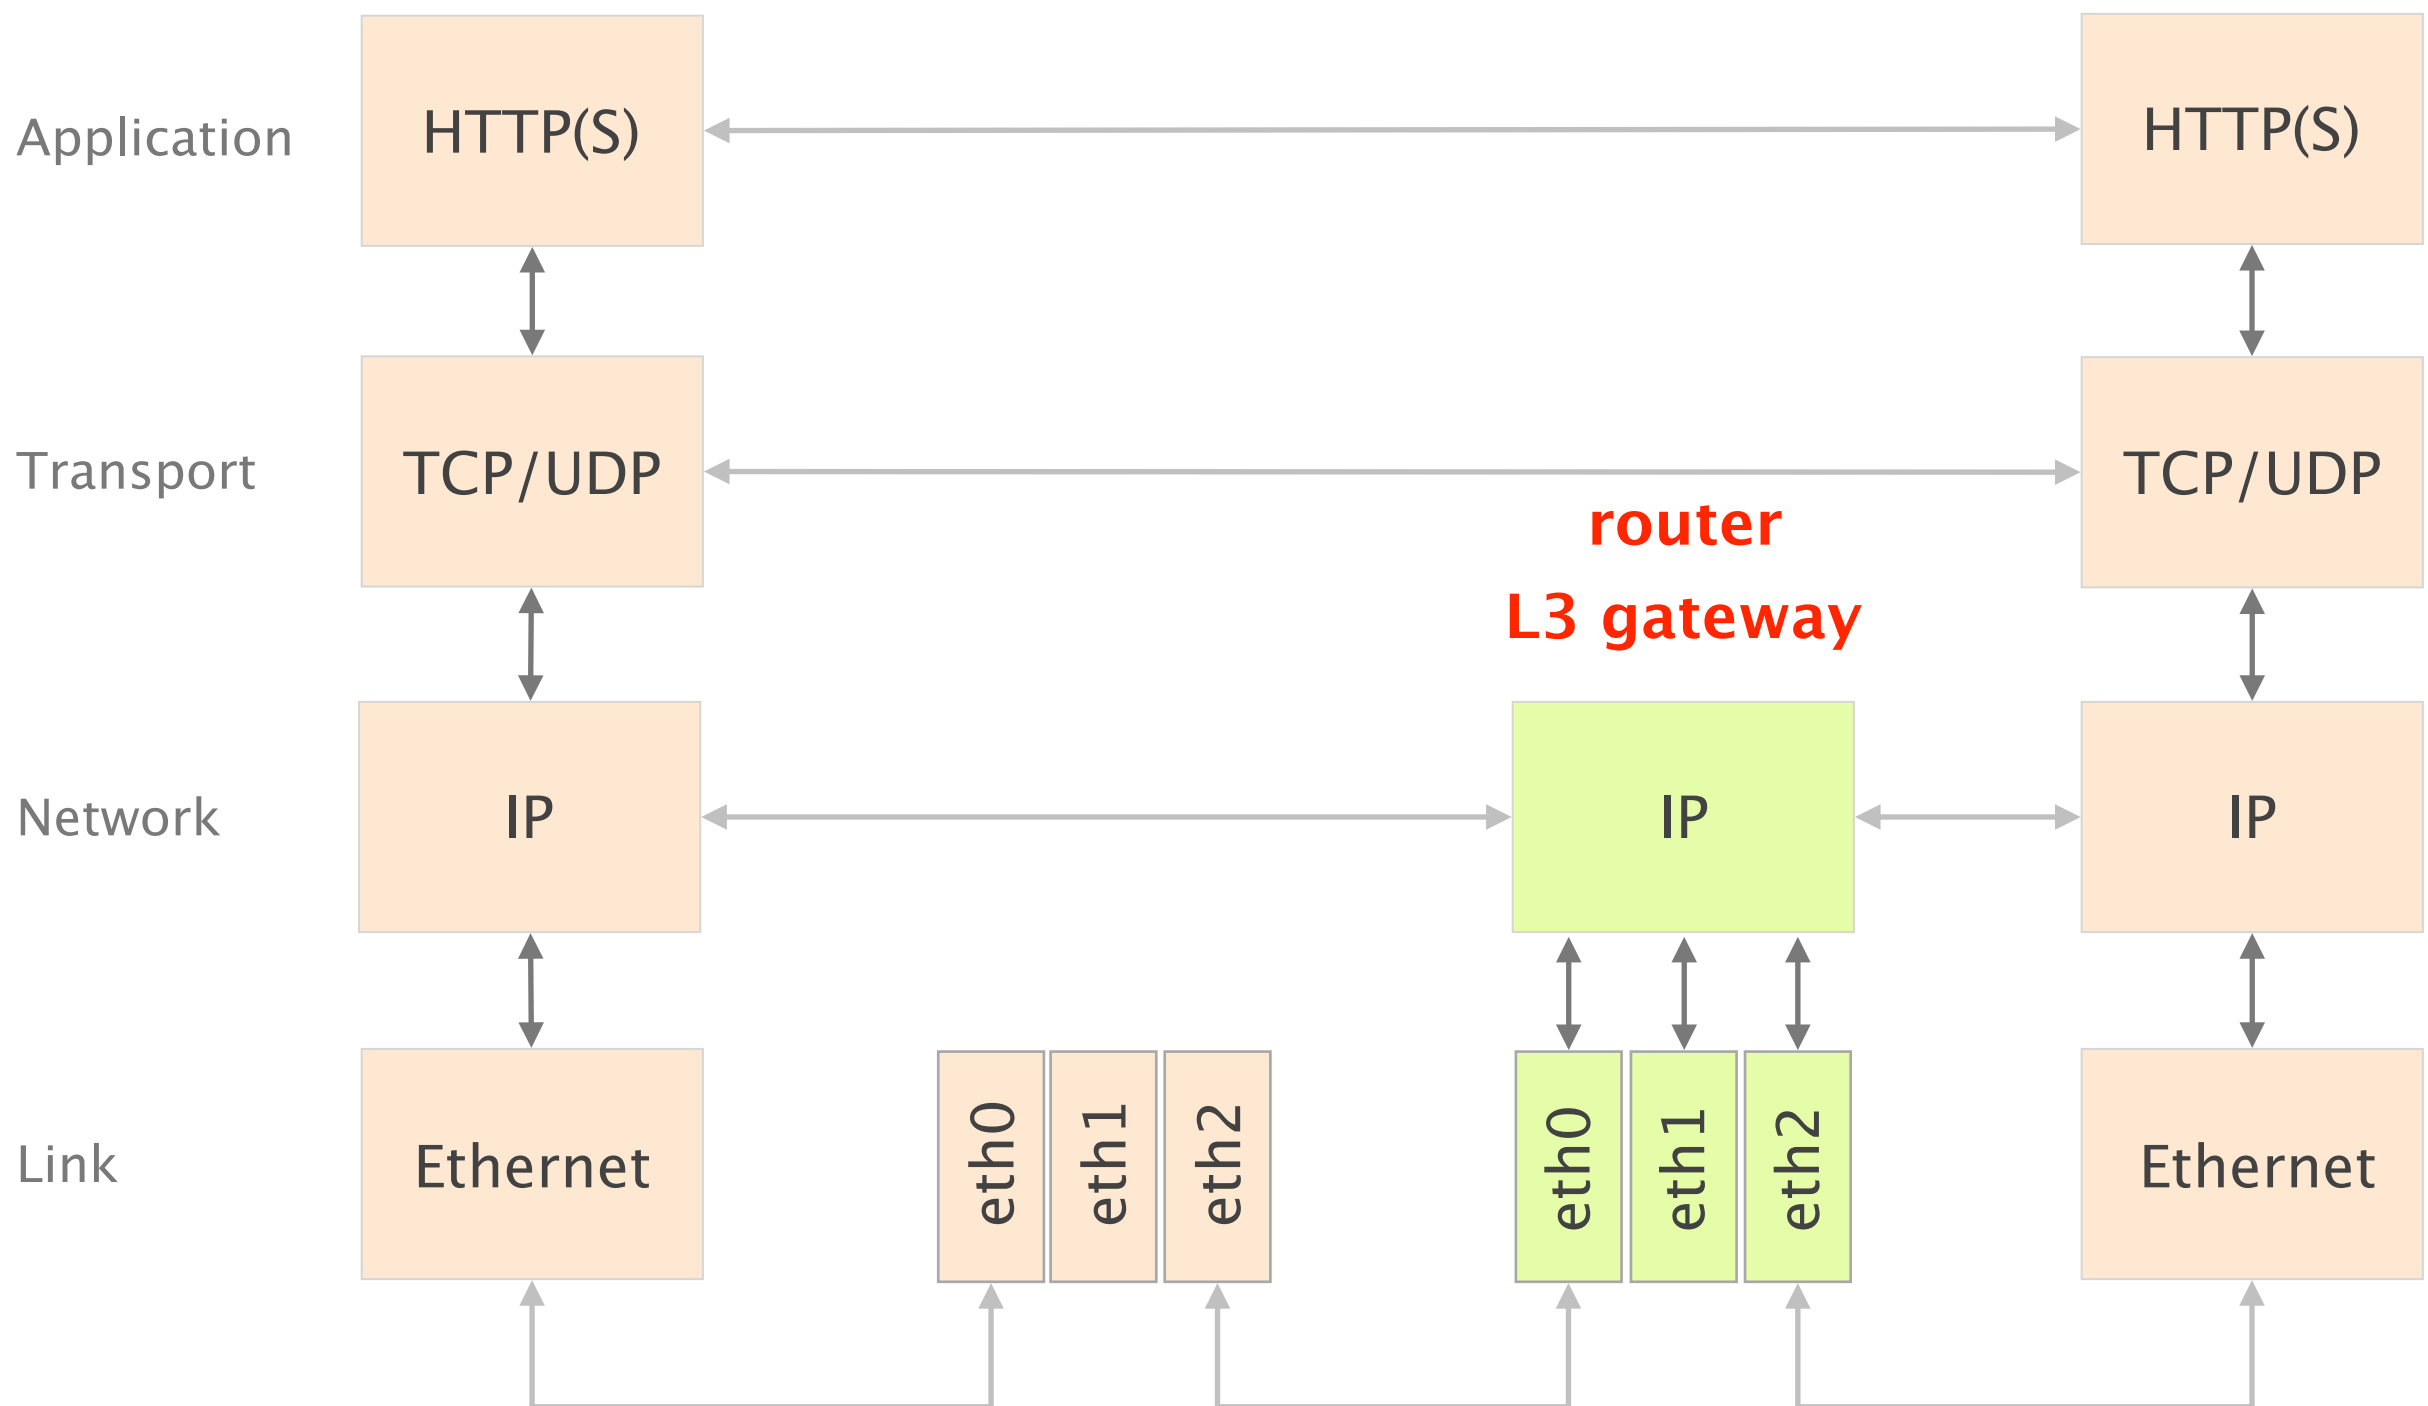 Application
HTTP(S)
HTTP(S)
Transport
TCP/UDP
TCP/UDP
router
L3 gateway
Network
IP
IP
IP
Link
Ethernet
eth0
eth1
eth2
eth0
eth1
eth2
Ethernet